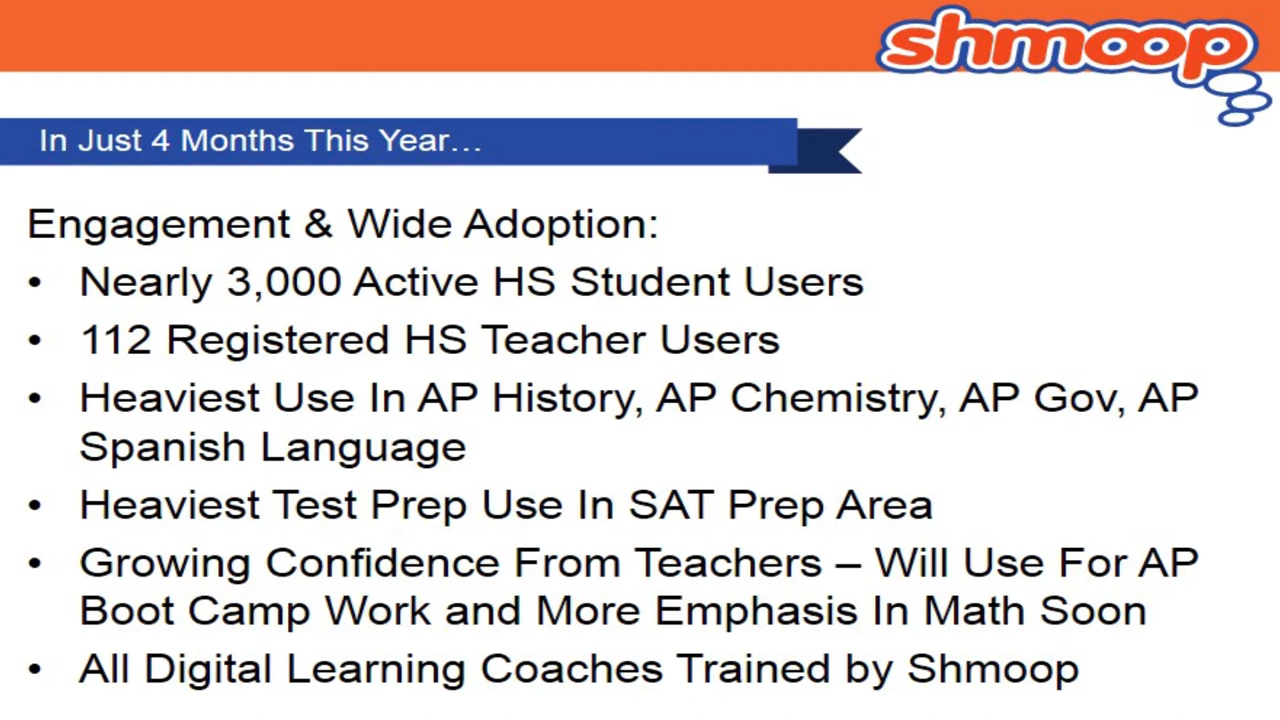 shmoop
In Just 4 Months This Year…
Engagement & Wide Adoption:
• Nearly 3,000 Active HS Student Users
• 112 Registered HS Teacher Users
• Heaviest Use In AP History, AP Chemistry, AP Gov, AP
Spanish Language
• Heaviest Test Prep Use In SAT Prep Area
• Growing Confidence From Teachers – Will Use For AP
Boot Camp Work and More Emphasis In Math Soon
• All Digital Learning Coaches Trained by Shmoop